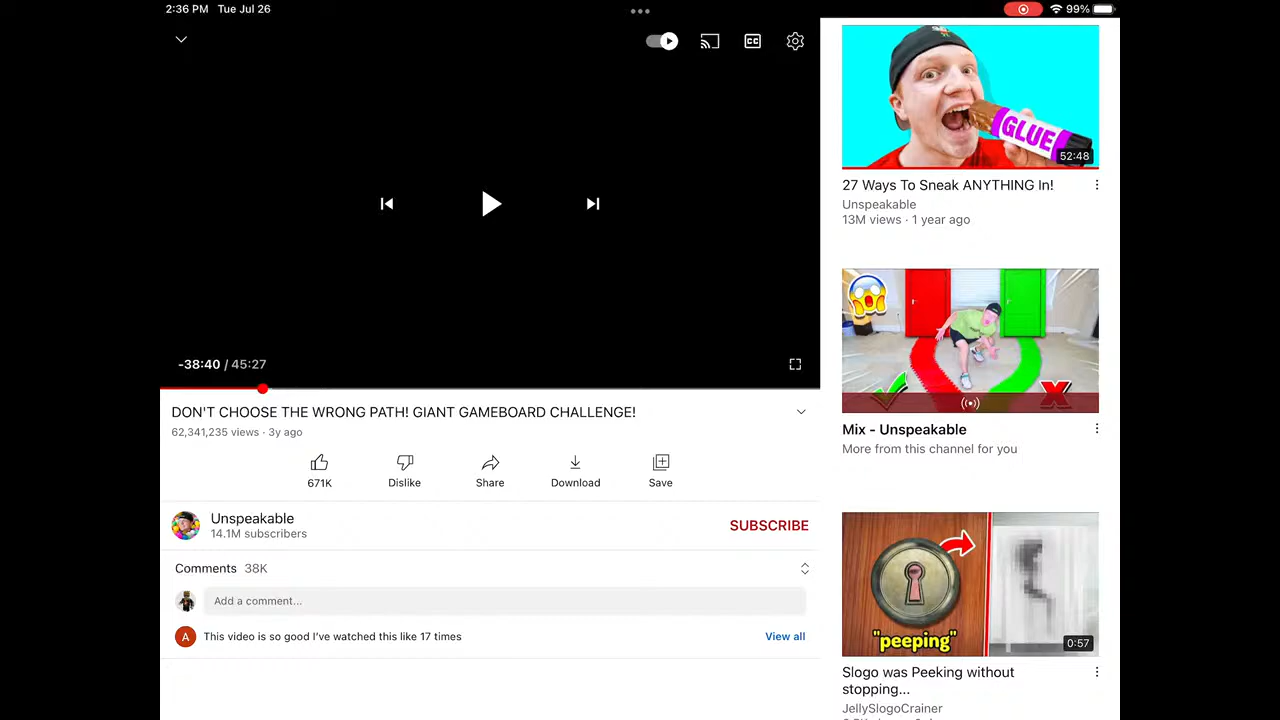 2:36 PM Tue Jul 26
99%
CC
-38:40 / 45:27
DON'T CHOOSE THE WRONG PATH! GIANT GAMEBOARD CHALLENGE!
62,341,235 views · 3y ago
671K
Dislike
Share
Download
Save
Unspeakable
14.1M subscribers
SUBSCRIBE
Comments 38K
Add a comment...
A
This video is so good I've watched this like 17 times
View all
GLUE
52:48
27 Ways To Sneak ANYTHING In!
Unspeakable
13M views · 1 year ago
Mix - Unspeakable
More from this channel for you
"peeping"
0:57
Slogo was Peeking without
stopping...
JellySlogoCrainer